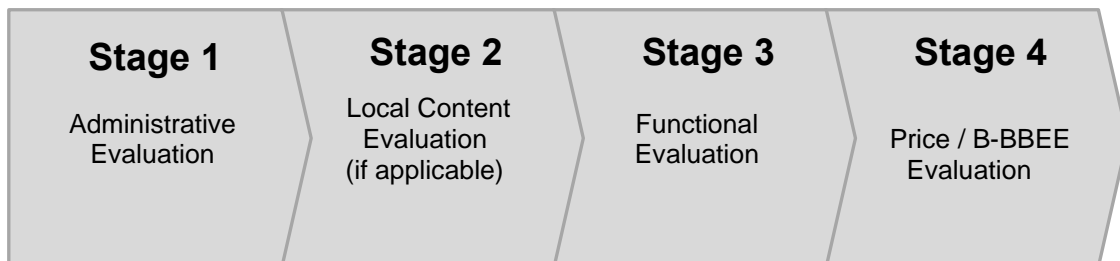 Stage 1
Administrative
Evaluation
Stage 2
Local Content
Evaluation
(if applicable)
Stage 3
Functional
Evaluation
Stage 4
Price / B-BBEE
Evaluation